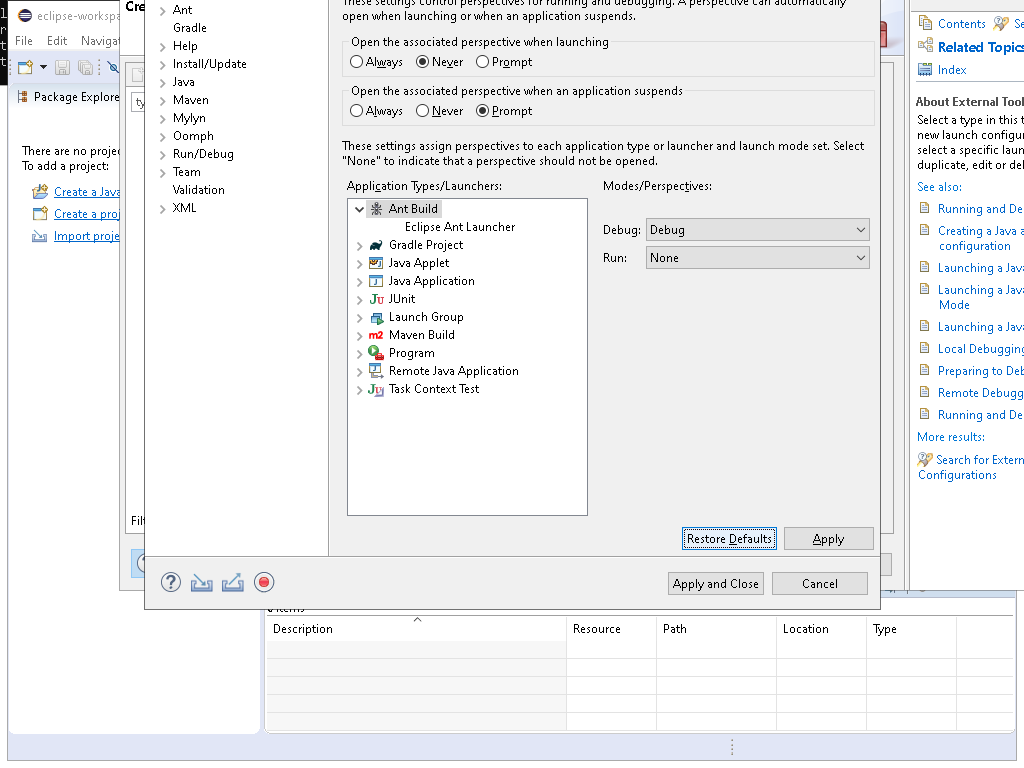 eclipse-workspa
Cre
File Edit Navigat
Package Explore
There are no projec
To add a project:
Create a Java
Create a proj
Import proje
ty
Filt
Ant
Gradle
Help
Install/Update
Java
Maven
Mylyn
Oomph
Run/Debug
Team
Validation
XML
These settings control perspectives for running and debugging. A perspective can automatically
open when launching or when an application suspends.
Open the associated perspective when launching
Always Never Prompt
Open the associated perspective when an application suspends
Always Never Prompt
These settings assign perspectives to each application type or launcher and launch mode set. Select
"None" to indicate that a perspective should not be opened.
Application Types/Launchers:
Ant Build
Eclipse Ant Launcher
Gradle Project
Java Applet
Java Application
JUnit
Launch Group
Maven Build
Program
Remote Java Application
Task Context Test
Modes/Perspectives:
Debug: Debug
Run: None
Restore Defaults Apply
Apply and Close Cancel
Contents Se
Related Topics
Index
About External Tool
Select a type in this t
new launch configur
select a specific laun
duplicate, edit or del
See also:
Running and De
Creating a Java a
configuration
Launching a Java
Launching a Java
Mode
Launching a Java
Local Debugging
Preparing to Deb
Remote Debugg
Running and De
More results:
Search for Extern
Configurations
0 items
Description Resource Path Location Type